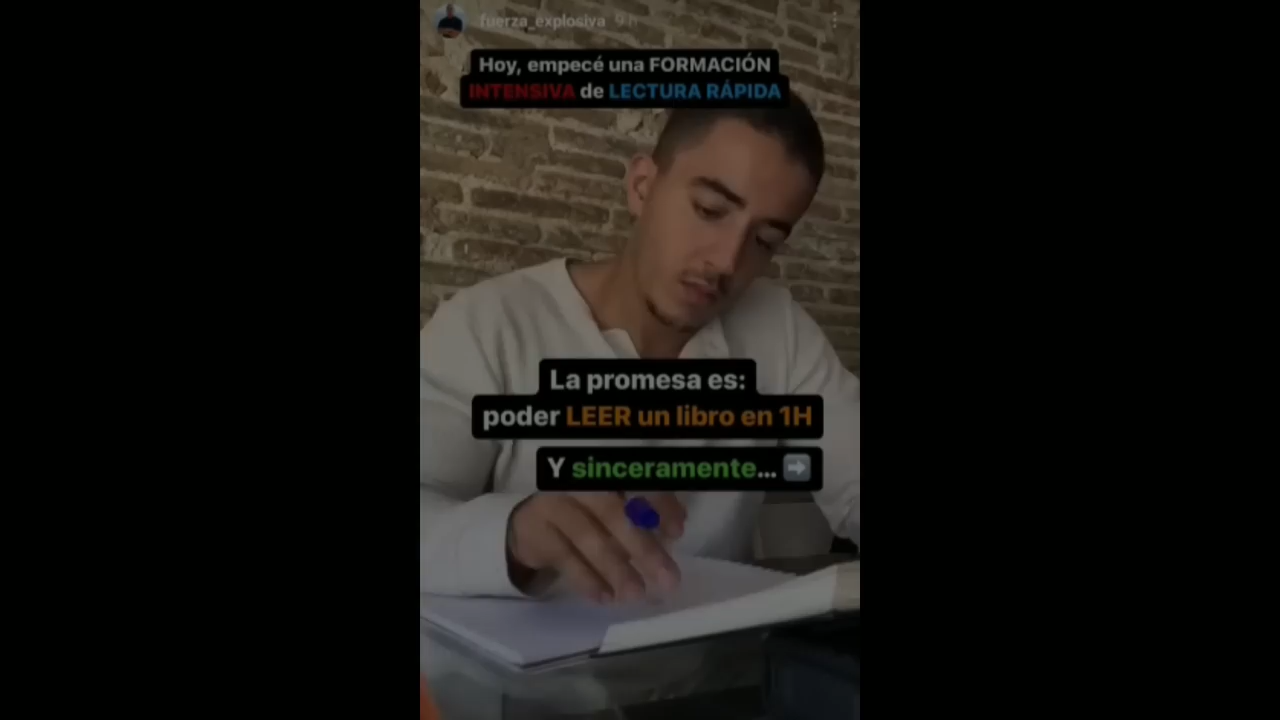 fuerza_explosiva 9 h
Hoy, empecé una FORMACIÓN
INTENSIVA de LECTURA RÁPIDA
La promesa es:
poder LEER un libro en 1H
Y sinceramente... ➡️